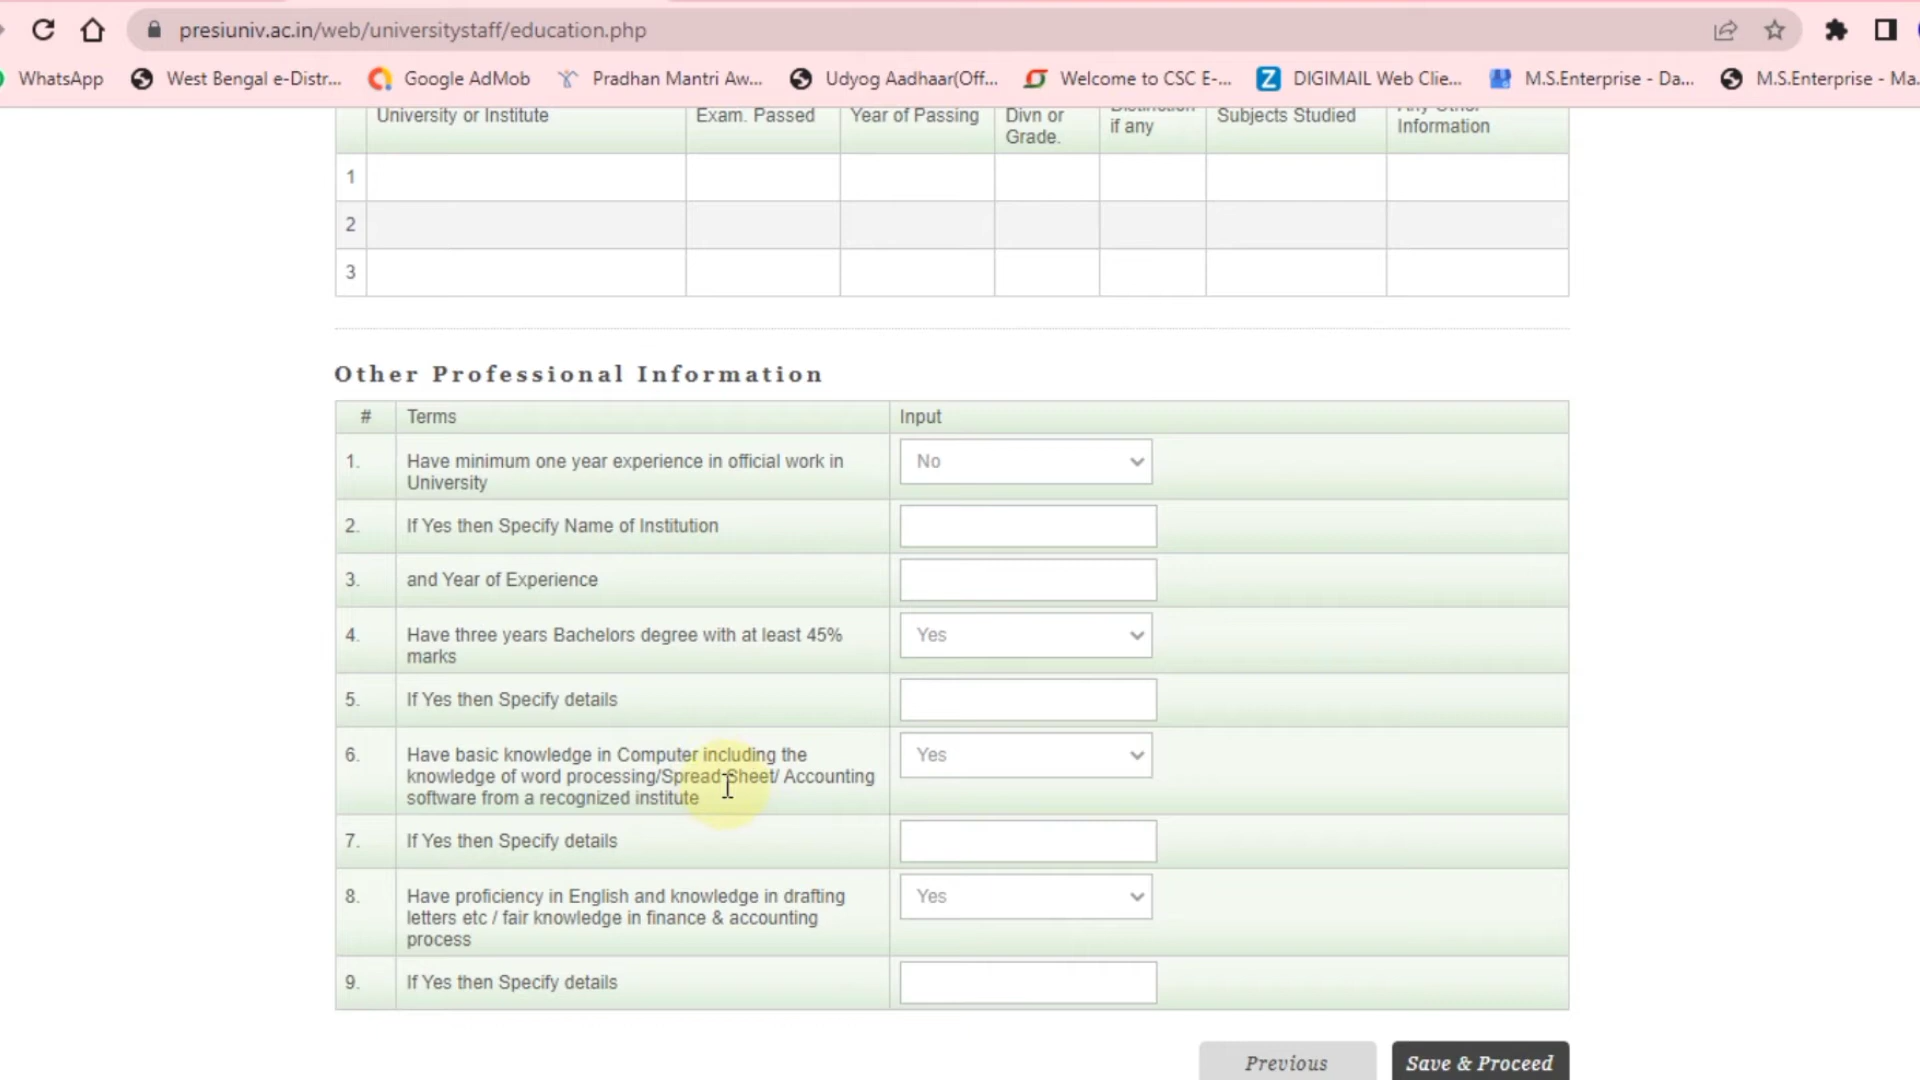 presiuniv.ac.in/web/universitystaff/education.php
WhatsApp West Bengal e-Distr... Google AdMob Pradhan Mantri Aw... Udyog Aadhaar(Off... Welcome to CSC E-... DIGIMAIL Web Clie... M.S.Enterprise - Da... M.S.Enterprise - Ma
University or Institute Exam. Passed Year of Passing Divn or Grade. Distinction if any Subjects Studied Any Other Information
1
2
3
Other Professional Information
# Terms Input
1. Have minimum one year experience in official work in No
University
2. If Yes then Specify Name of Institution
3. and Year of Experience
4. Have three years Bachelors degree with at least 45% Yes
marks
5. If Yes then Specify details
6. Have basic knowledge in Computer including the Yes
knowledge of word processing/Spread Sheet/ Accounting
software from a recognized institute
7. If Yes then Specify details
8. Have proficiency in English and knowledge in drafting Yes
letters etc / fair knowledge in finance & accounting
process
9. If Yes then Specify details
Previous Save & Proceed